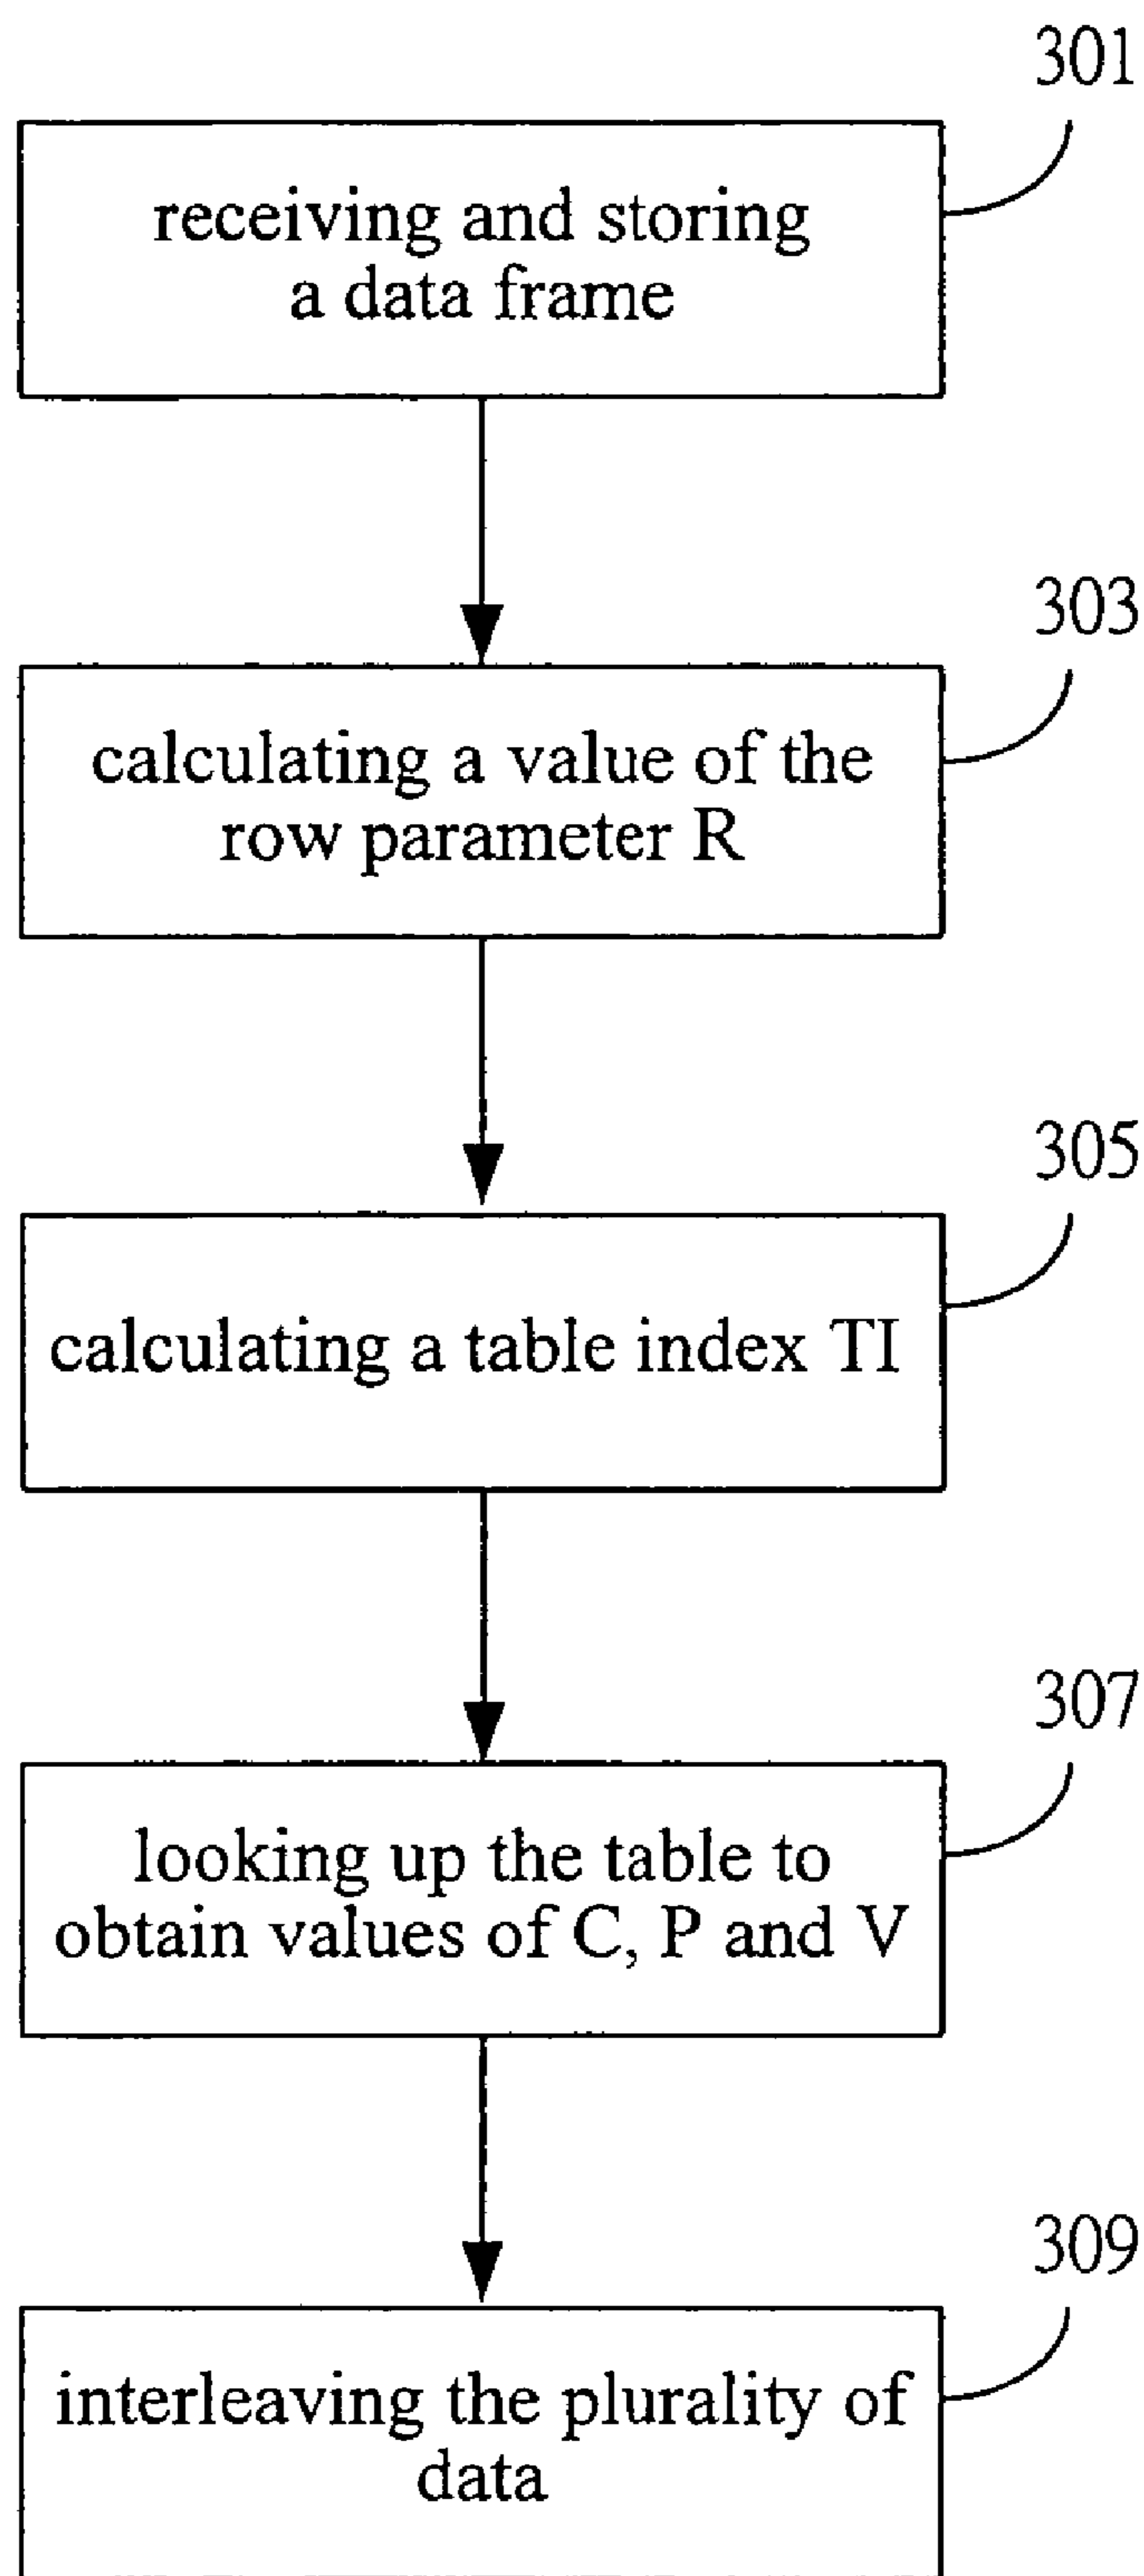 301
receiving and storing
a data frame
303
calculating a value of the
row parameter R
305
calculating a table index TI
307
looking up the table to
obtain values of C, P and V
309
interleaving the plurality of
data